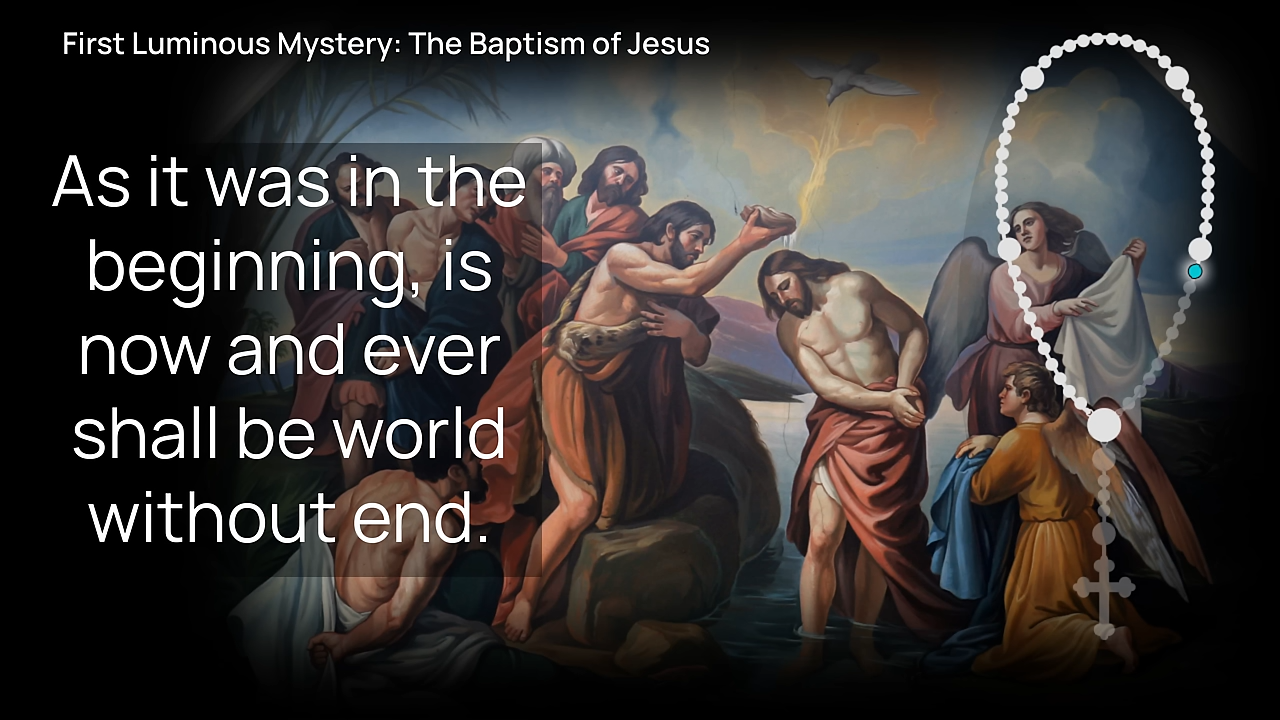 First Luminous Mystery: The Baptism of Jesus
As it was in the
beginning, is
now and ever
shall be world
without end.